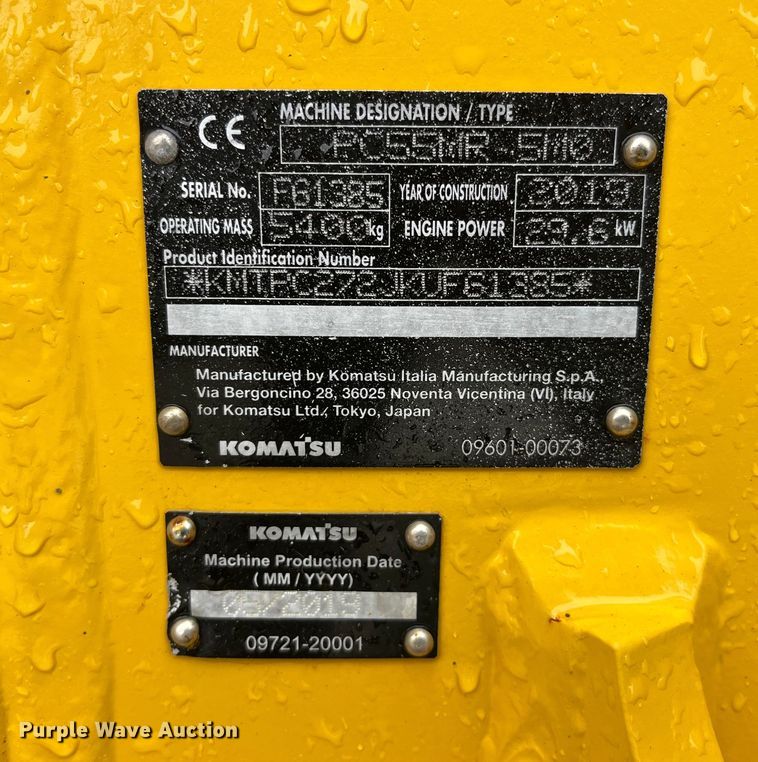 CE
MACHINE DESIGNATION / TYPE
PC55MR 5M0
SERIAL No. F61385 YEAR OF CONSTRUCTION 2019
OPERATING MASS 5400 kg ENGINE POWER 29,6 kW
Product Identification Number
*KMTPC272JKUF61385*
MANUFACTURER
Manufactured by Komatsu Italia Manufacturing S.p.A.,
Via Bergoncino 28, 36025 Noventa Vicentina (VI), Italy
for Komatsu Ltd., Tokyo, Japan
KOMATSU 09601-00073
KOMATSU
Machine Production Date
( MM / YYYY)
09721-20001
Purple Wave Auction